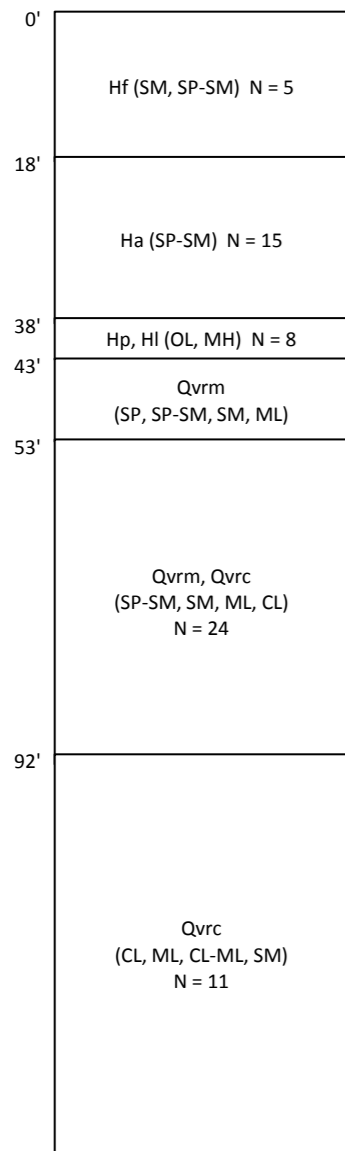 0'
Hf (SM, SP-SM) N = 5
18'
Ha (SP-SM) N = 15
38'
Hp, Hl (OL, MH) N = 8
43'
Qvrm
(SP, SP-SM, SM, ML)
53'
Qvrm, Qvrc
(SP-SM, SM, ML, CL)
N = 24
92'
Qvrc
(CL, ML, CL-ML, SM)
N = 11